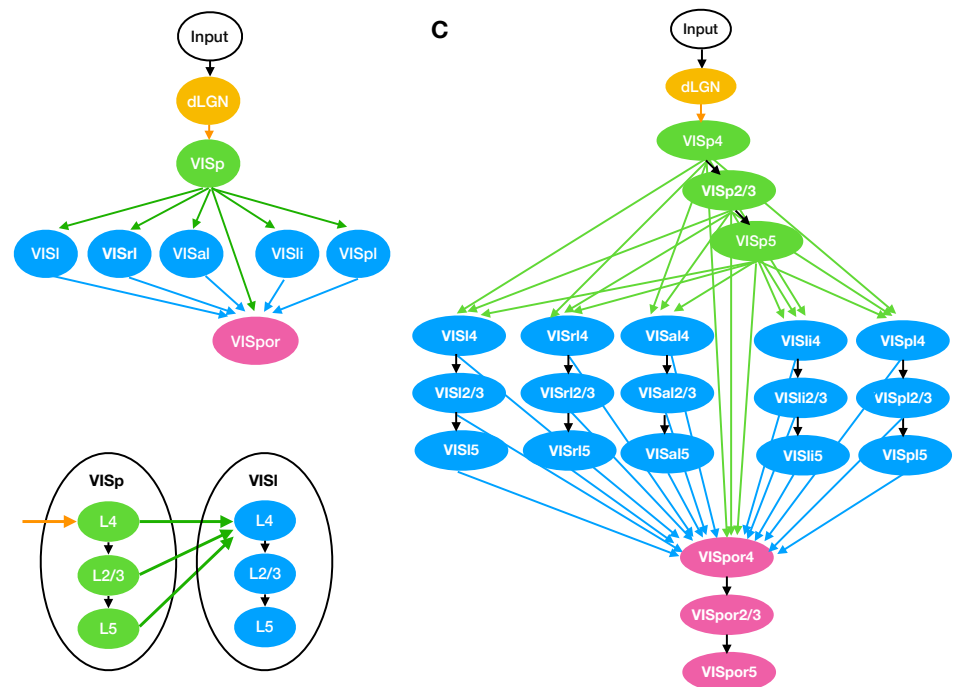 Input
dLGN
VISp
VISl
VISrl
VISal
VISli
VISpl
VISpor
VISp
VISl
L4
L4
L2/3
L2/3
L5
L5
C
Input
dLGN
VISp4
VISp2/3
VISp5
VISl4
VISrl4
VISal4
VISli4
VISpl4
VISl2/3
VISrl2/3
VISal2/3
VISli2/3
VISpl2/3
VISl5
VISrl5
VISal5
VISli5
VISpl5
VISpor4
VISpor2/3
VISpor5